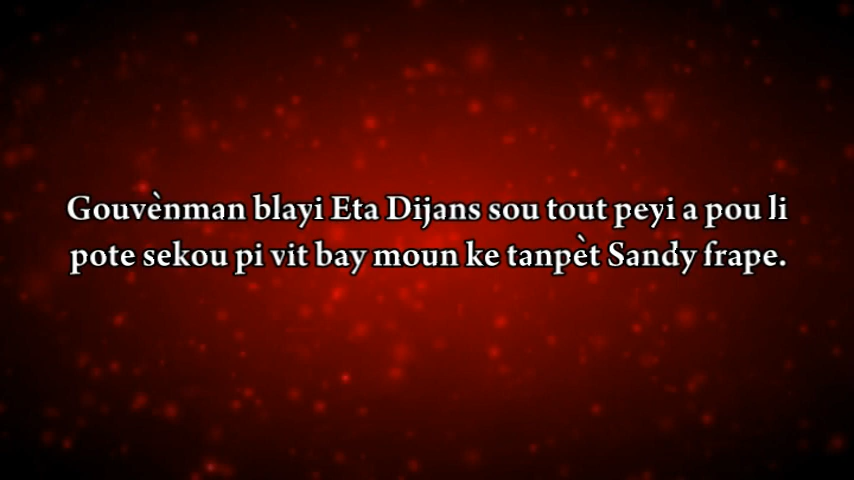 Gouvènman blayi Eta Dijans sou tout peyi a pou li
pote sekou pi vit bay moun ke tanpèt Sandy frape.